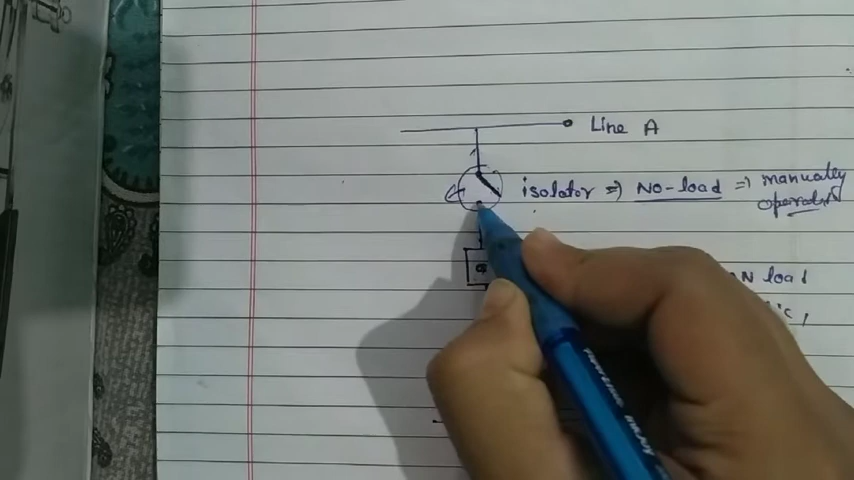 Line A
isolator ⇒ No-load ⇒ manually
operated
load